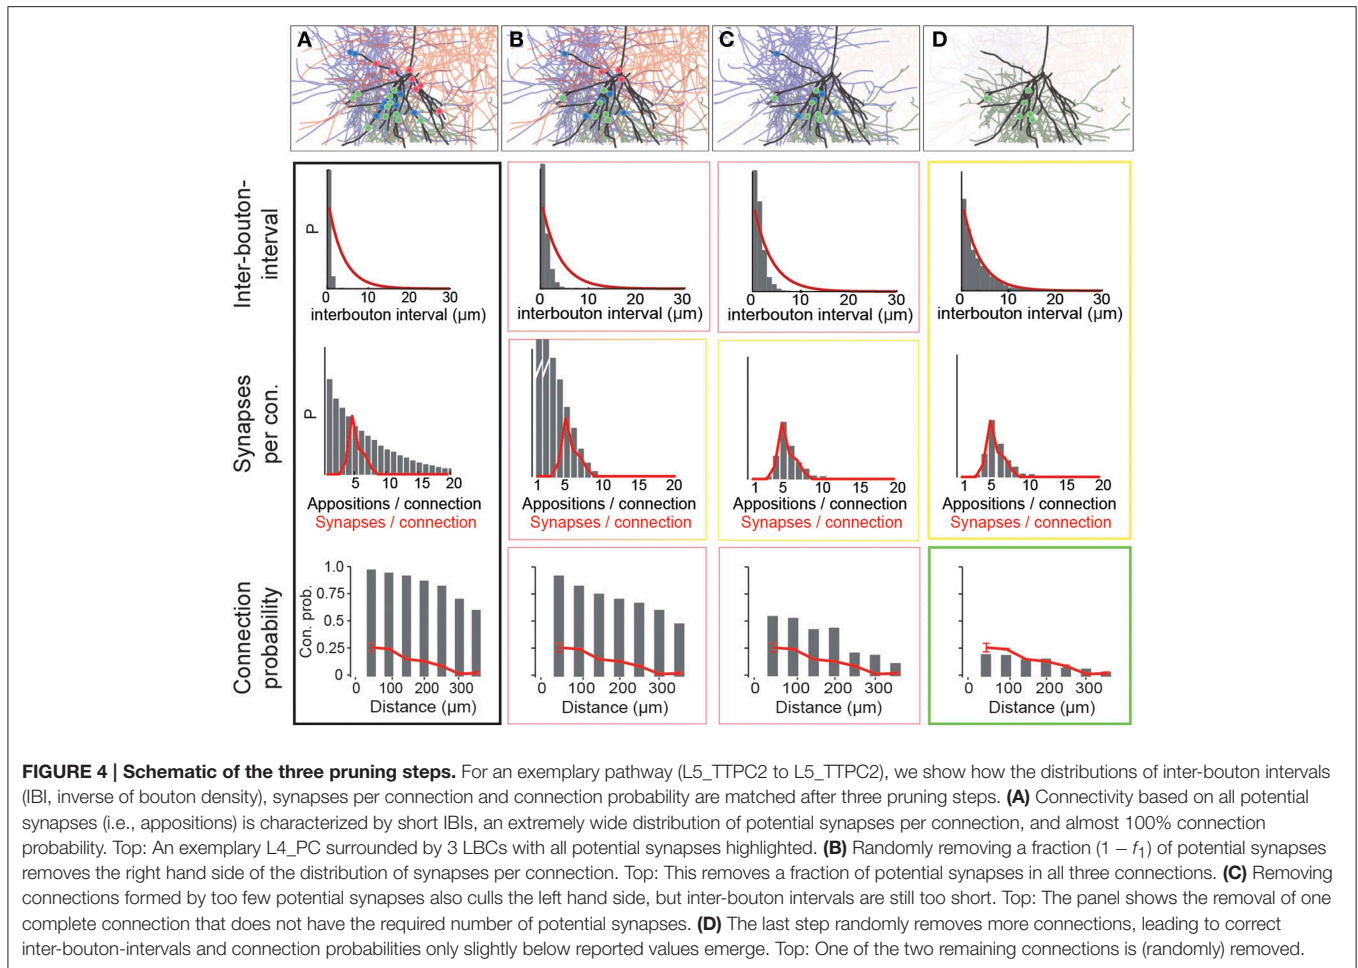 A B C D
Inter-bouton-
interval
P
0 10 20 30
interbouton interval (µm)
0 10 20 30
interbouton interval (µm)
0 10 20 30
interbouton interval (µm)
0 10 20 30
interbouton interval (µm)
Synapses
per con.
P
5 10 15 20
Appositions / connection
Synapses / connection
1 5 10 20
Appositions / connection
Synapses / connection
1 5 10 20
Appositions / connection
Synapses / connection
1 5 10 20
Appositions / connection
Synapses / connection
Connection
probability
Con. prob.
1.0
0.75
0.5
0.25
0
0 100 200 300
Distance (µm)
0 100 200 300
Distance (µm)
0 100 200 300
Distance (µm)
0 100 200 300
Distance (µm)
FIGURE 4 | Schematic of the three pruning steps. For an exemplary pathway (L5_TTPC2 to L5_TTPC2), we show how the distributions of inter-bouton intervals
(IBI, inverse of bouton density), synapses per connection and connection probability are matched after three pruning steps. (A) Connectivity based on all potential
synapses (i.e., appositions) is characterized by short IBIs, an extremely wide distribution of potential synapses per connection, and almost 100% connection
probability. Top: An exemplary L4_PC surrounded by 3 LBCs with all potential synapses highlighted. (B) Randomly removing a fraction (1 − f1) of potential synapses
removes the right hand side of the distribution of synapses per connection. Top: This removes a fraction of potential synapses in all three connections. (C) Removing
connections formed by too few potential synapses also culls the left hand side, but inter-bouton intervals are still too short. Top: The panel shows the removal of one
complete connection that does not have the required number of potential synapses. (D) The last step randomly removes more connections, leading to correct
inter-bouton-intervals and connection probabilities only slightly below reported values emerge. Top: One of the two remaining connections is (randomly) removed.